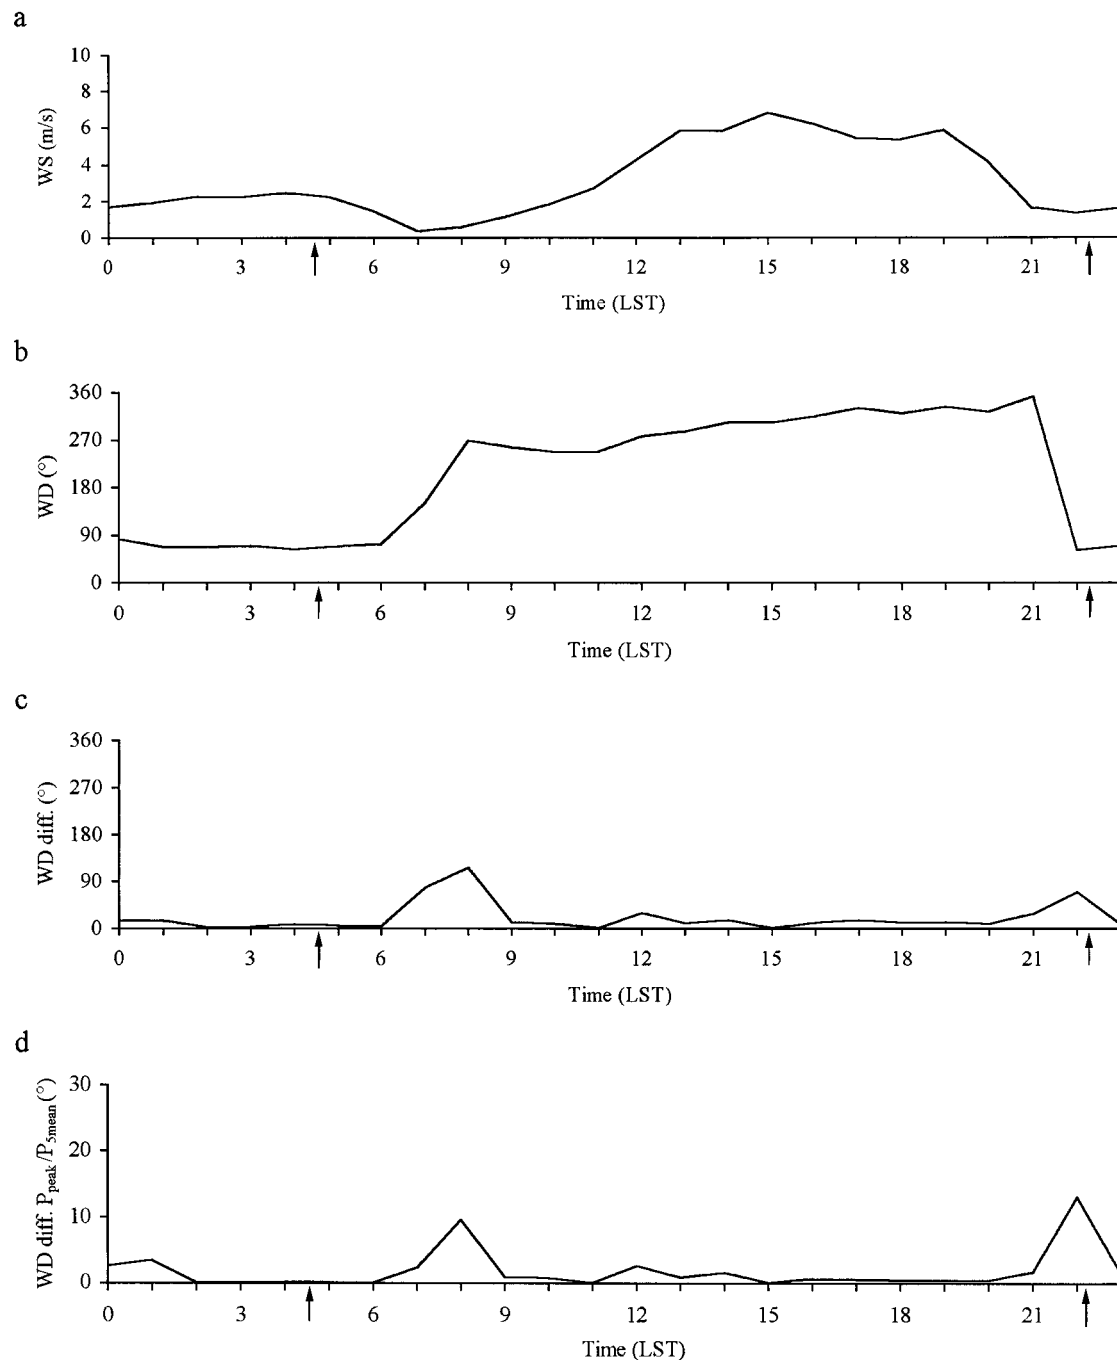 a
10
8
6
4
2
0
WS (m/s)
0 3 6 9 12 15 18 21
Time (LST)
b
360
270
180
90
0
WD (°)
0 3 6 9 12 15 18 21
Time (LST)
c
360
270
180
90
0
WD diff. (°)
0 3 6 9 12 15 18 21
Time (LST)
d
30
20
10
0
WD diff. Ppeak/P5mean (°)
0 3 6 9 12 15 18 21
Time (LST)